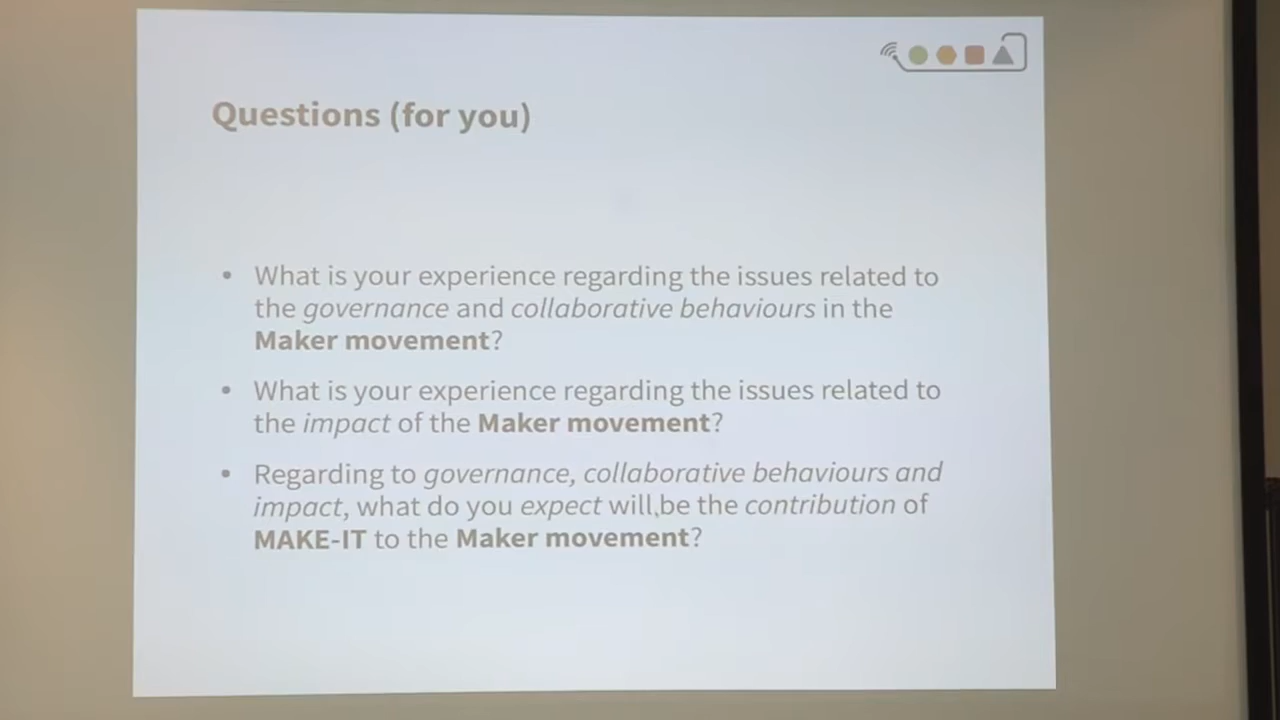 Questions (for you)
• What is your experience regarding the issues related to
the governance and collaborative behaviours in the
Maker movement?
• What is your experience regarding the issues related to
the impact of the Maker movement?
• Regarding to governance, collaborative behaviours and
impact, what do you expect will be the contribution of
MAKE-IT to the Maker movement?